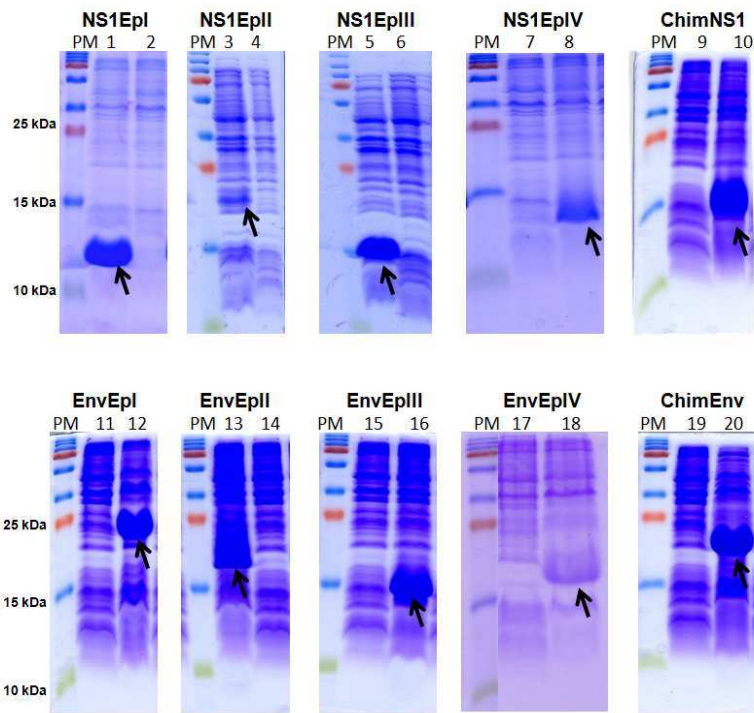 NS1EpI NS1EpII NS1EpIII NS1EpIV ChimNS1
PM 1 2 PM 3 4 PM 5 6 PM 7 8 PM 9 10
25 kDa
15 kDa
10 kDa
EnvEpI EnvEpII EnvEpIII EnvEpIV ChimEnv
PM 11 12 PM 13 14 PM 15 16 PM 17 18 PM 19 20
25 kDa
15 kDa
10 kDa